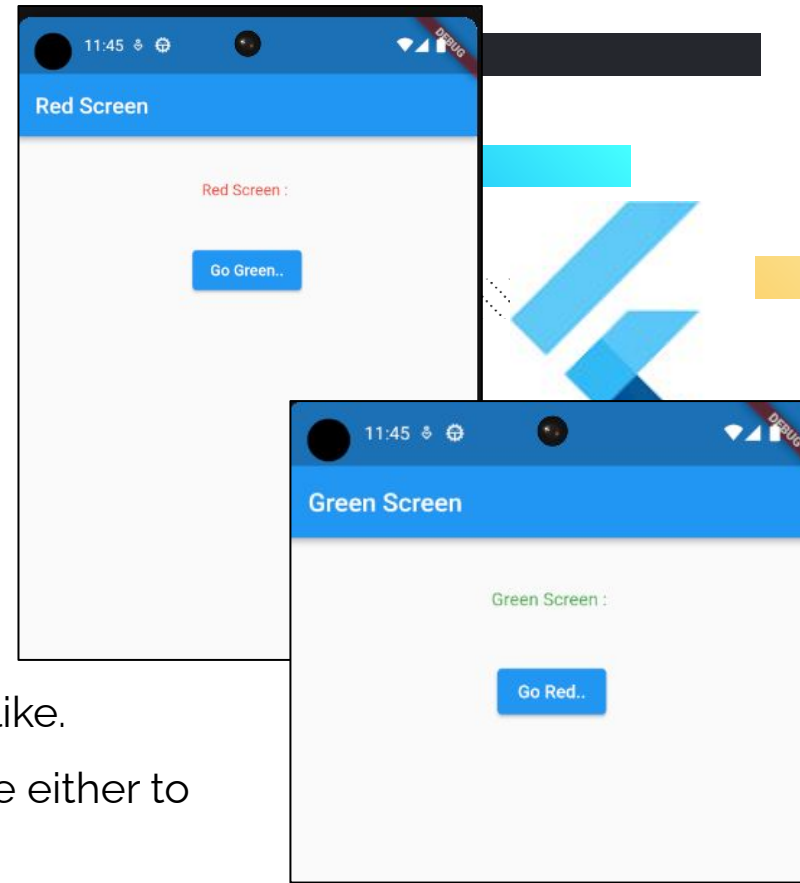 11:45
DEBUG
Red Screen
Red Screen :
Go Green..
11:45
DEBUG
Green Screen
Green Screen :
Go Red..
like.
either to